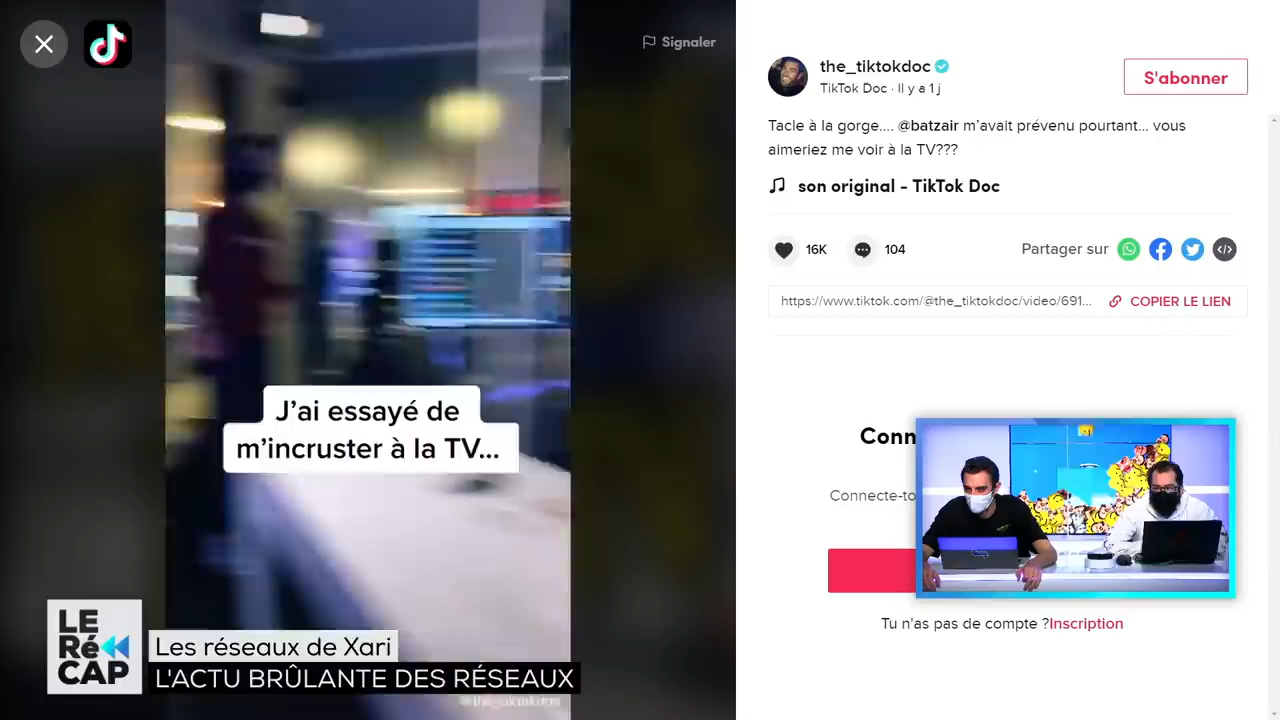 Signaler
J'ai essayé de
m'incruster à la TV...
LE
Ré
CAP
Les réseaux de Xari
L'ACTU BRÛLANTE DES RÉSEAUX
the_tiktokdoc
TikTok Doc · Il y a 1 j
S'abonner
Tacle à la gorge.... @batzair m'avait prévenu pourtant... vous
aimeriez me voir à la TV???
son original - TikTok Doc
16K
104
Partager sur
https://www.tiktok.com/@the_tiktokdoc/video/691...
COPIER LE LIEN
Conn
Connecte-to
Tu n'as pas de compte ?Inscription